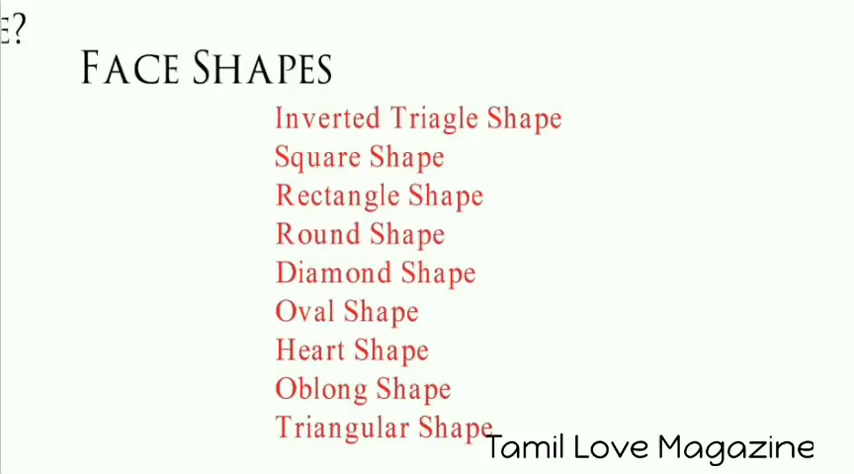 E?
FACE SHAPES
Inverted Triagle Shape
Square Shape
Rectangle Shape
Round Shape
Diamond Shape
Oval Shape
Heart Shape
Oblong Shape
Triangular Shape
Tamil Love Magazine